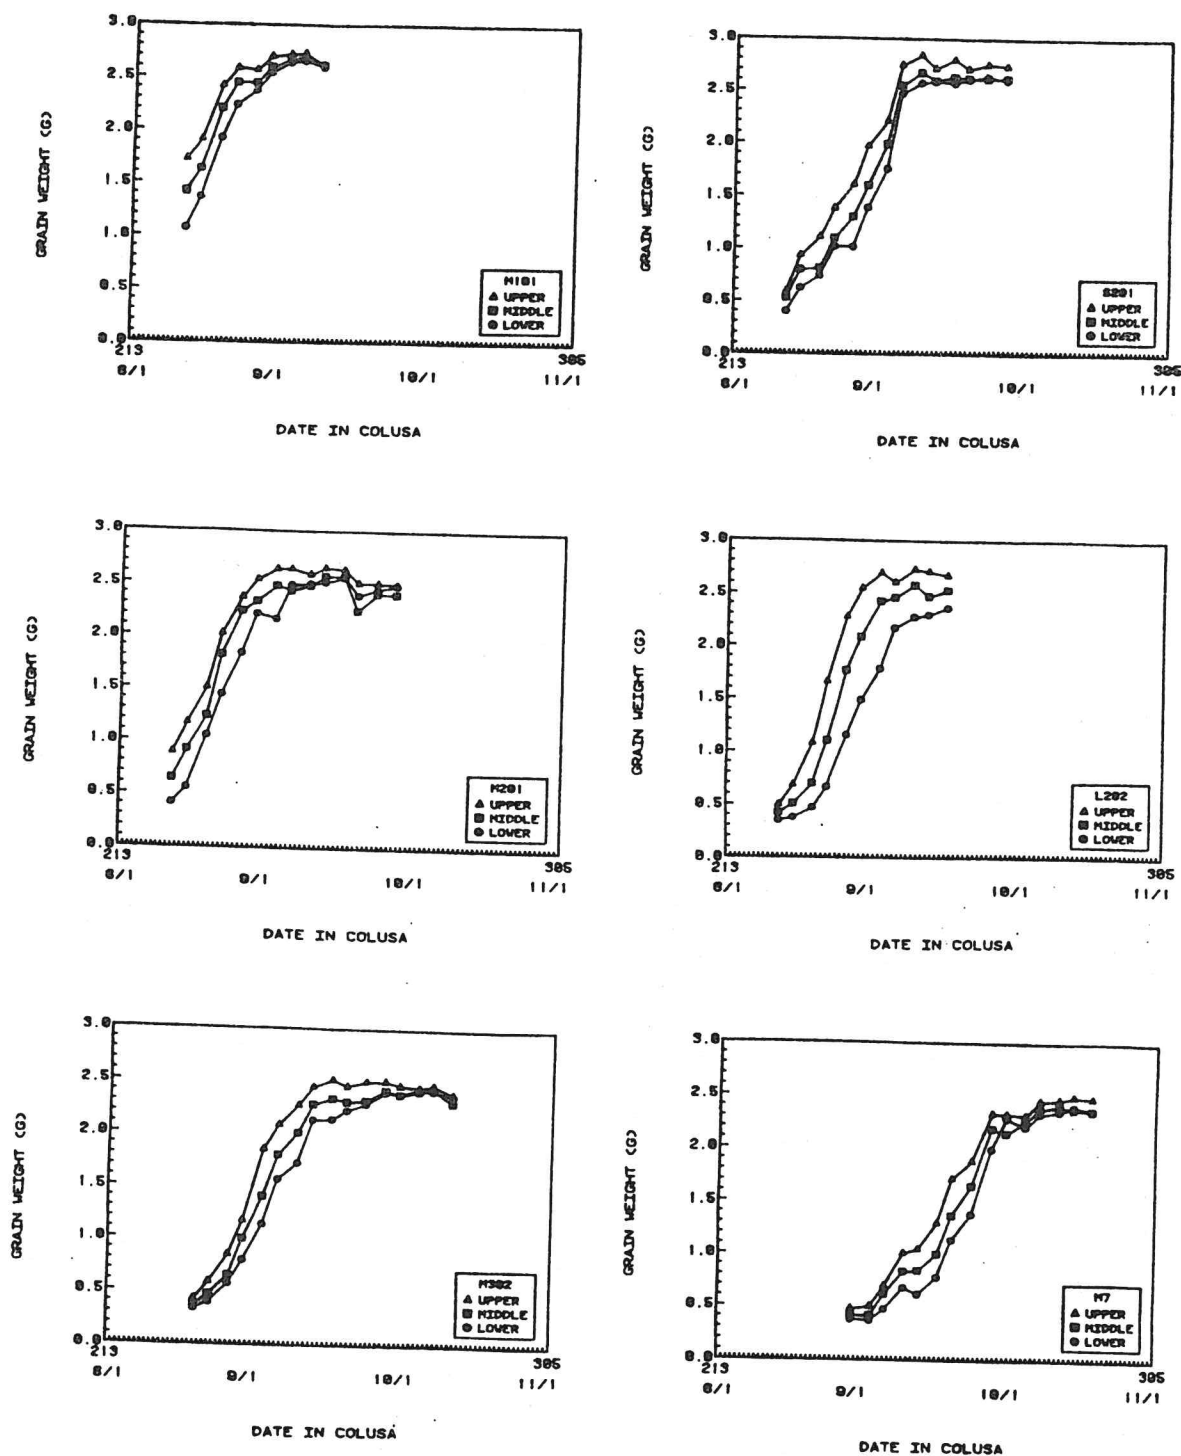 3.0
2.5
2.0
1.5
1.0
0.5
0.0
GRAIN WEIGHT (G)
M101
UPPER
MIDDLE
LOWER
213 305
8/1 9/1 10/1 11/1
DATE IN COLUSA
3.0
2.5
2.0
1.5
1.0
0.5
0.0
GRAIN WEIGHT (G)
S201
UPPER
MIDDLE
LOWER
213 305
8/1 9/1 10/1 11/1
DATE IN COLUSA
3.0
2.5
2.0
1.5
1.0
0.5
0.0
GRAIN WEIGHT (G)
M201
UPPER
MIDDLE
LOWER
213 305
8/1 9/1 10/1 11/1
DATE IN COLUSA
3.0
2.5
2.0
1.5
1.0
0.5
0.0
GRAIN WEIGHT (G)
L202
UPPER
MIDDLE
LOWER
213 305
8/1 9/1 10/1 11/1
DATE IN COLUSA
3.0
2.5
2.0
1.5
1.0
0.5
0.0
GRAIN WEIGHT (G)
M302
UPPER
MIDDLE
LOWER
213 305
8/1 9/1 10/1 11/1
DATE IN COLUSA
3.0
2.5
2.0
1.5
1.0
0.5
0.0
GRAIN WEIGHT (G)
M7
UPPER
MIDDLE
LOWER
213 305
8/1 9/1 10/1 11/1
DATE IN COLUSA